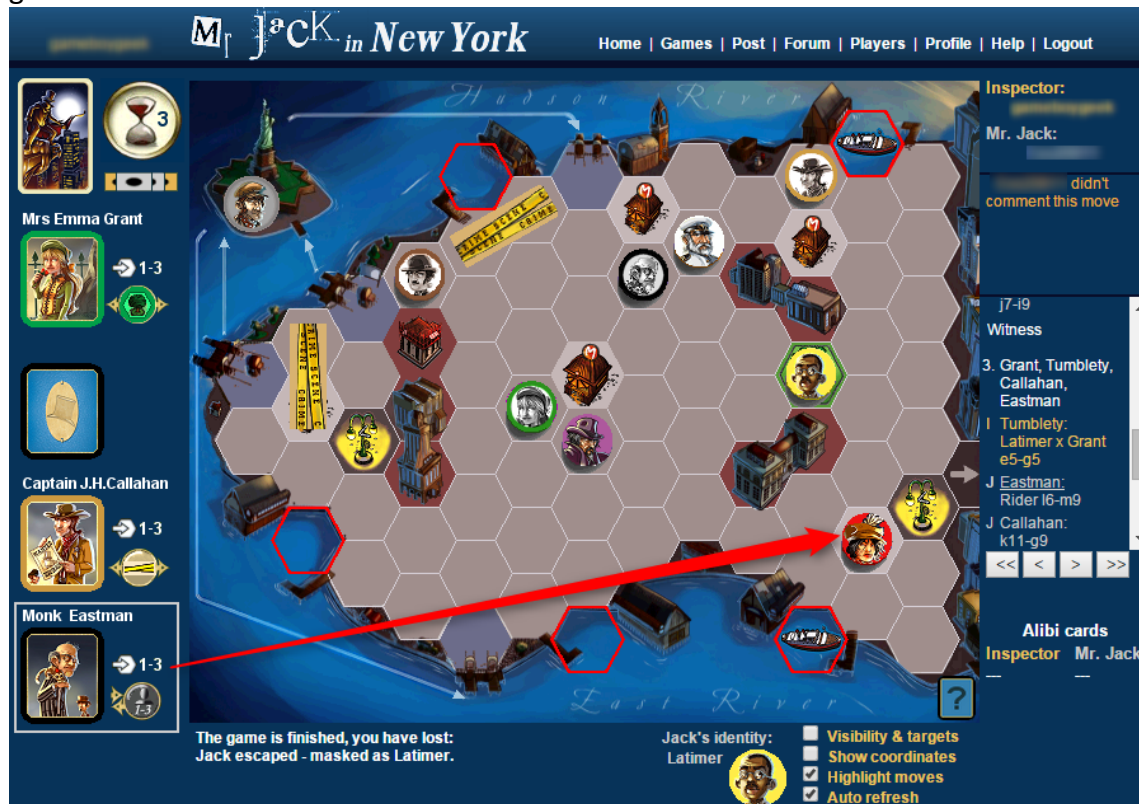 g
Mr Jack in New York
Home | Games | Post | Forum | Players | Profile | Help | Logout
3
Mrs Emma Grant
1-3
Captain J.H.Callahan
1-3
Monk Eastman
1-3
1-3
Hudson River
CRIME SCENE
CRIME SCENE
M
M
M
East River
?
Inspector:
Mr. Jack:
didn't
comment this move
j7-i9
Witness
3. Grant, Tumblety,
Callahan,
Eastman
I Tumblety:
Latimer x Grant
e5-g5
J Eastman:
Rider l6-m9
J Callahan:
k11-g9
<< < > >>
Alibi cards
Inspector Mr. Jack
--- ---
The game is finished, you have lost:
Jack escaped - masked as Latimer.
Jack's identity:
Latimer
Visibility & targets
Show coordinates
Highlight moves
Auto refresh